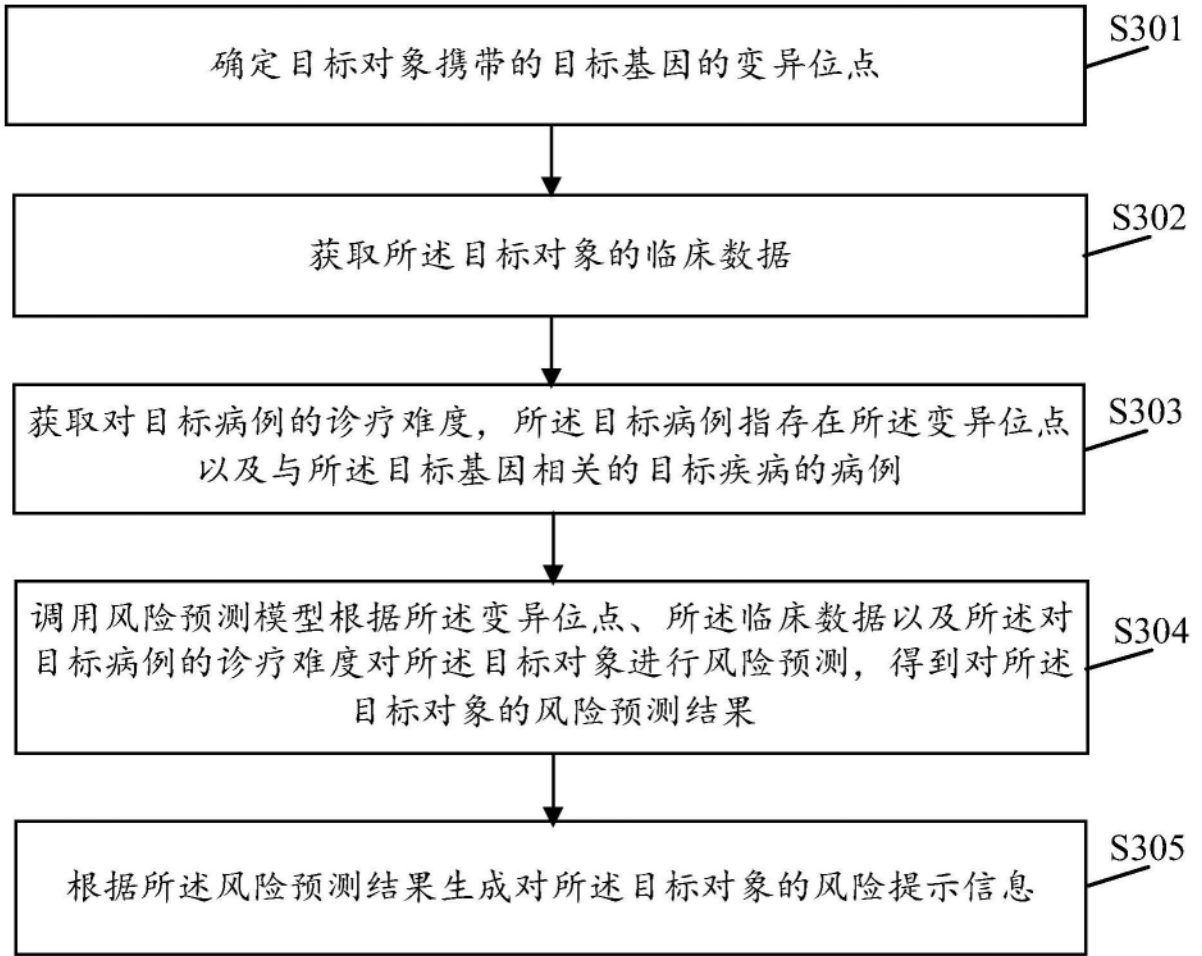 S301
确定目标对象携带的目标基因的变异位点
S302
获取所述目标对象的临床数据
S303
获取对目标病例的诊疗难度，所述目标病例指存在所述变异位点
以及与所述目标基因相关的目标疾病的病例
S304
调用风险预测模型根据所述变异位点、所述临床数据以及所述对
目标病例的诊疗难度对所述目标对象进行风险预测，得到对所述
目标对象的风险预测结果
S305
根据所述风险预测结果生成对所述目标对象的风险提示信息